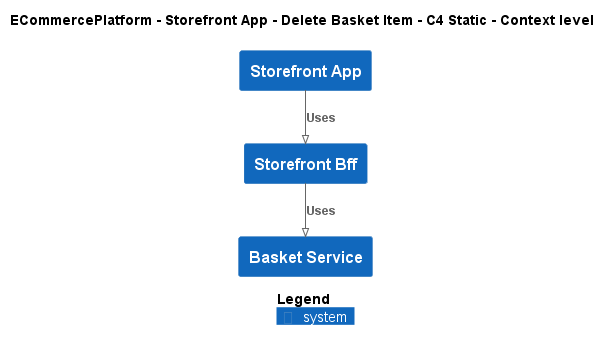 ECommercePlatform - Storefront App - Delete Basket Item - C4 Static - Context level
Storefront App
Uses
Storefront Bff
Uses
Basket Service
Legend
system